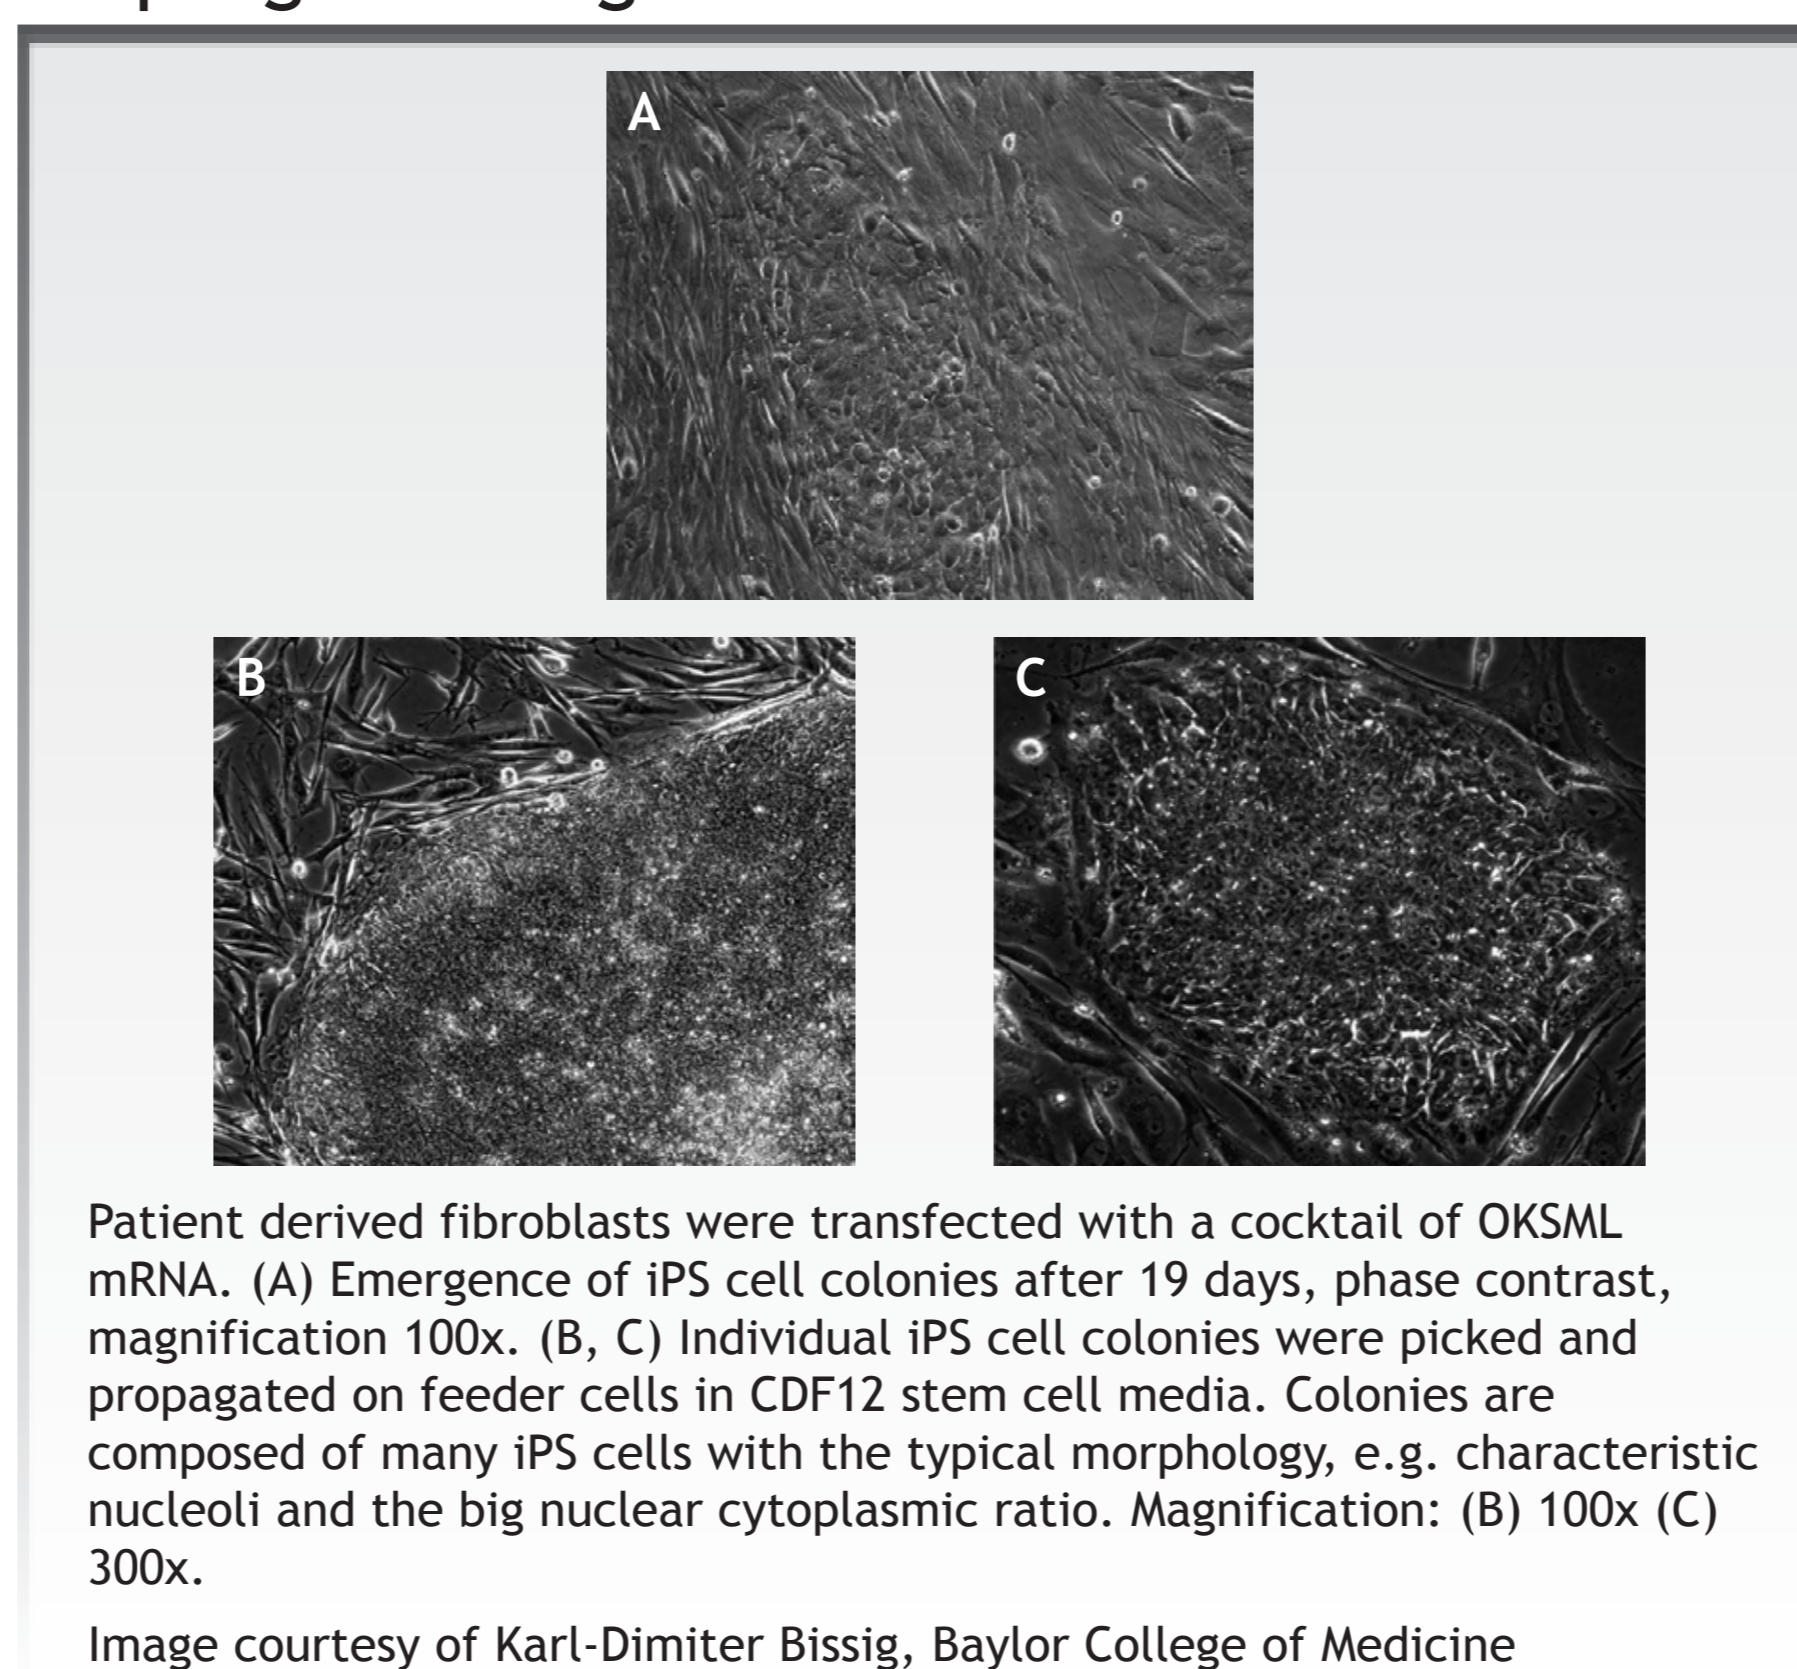 A
B
C
Patient derived fibroblasts were transfected with a cocktail of OKSML
mRNA. (A) Emergence of iPS cell colonies after 19 days, phase contrast,
magnification 100x. (B, C) Individual iPS cell colonies were picked and
propagated on feeder cells in CDF12 stem cell media. Colonies are
composed of many iPS cells with the typical morphology, e.g. characteristic
nucleoli and the big nuclear cytoplasmic ratio. Magnification: (B) 100x (C)
300x.
Image courtesy of Karl-Dimiter Bissig, Baylor College of Medicine